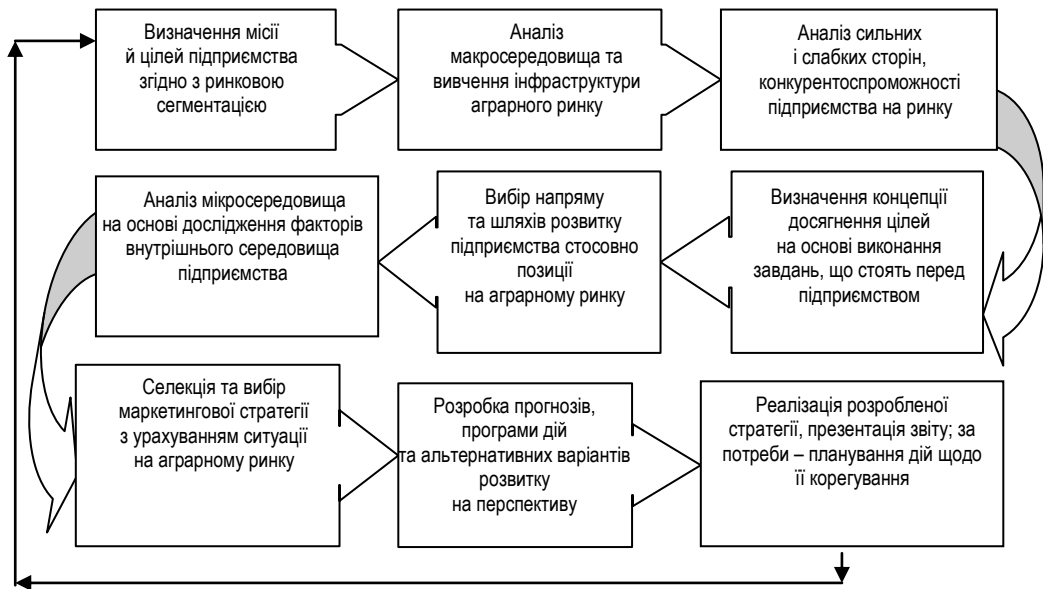 Визначення місії
й цілей підприємства
згідно з ринковою
сегментацією
Аналіз
макросередовища та
вивчення інфраструктури
аграрного ринку
Аналіз сильних
і слабких сторін,
конкурентоспроможності
підприємства на ринку
Визначення концепції
досягнення цілей
на основі виконання
завдань, що стоять перед
підприємством
Вибір напряму
та шляхів розвитку
підприємства стосовно
позиції
на аграрному ринку
Аналіз мікросередовища
на основі дослідження факторів
внутрішнього середовища
підприємства
Селекція та вибір
маркетингової стратегії
з урахуванням ситуації
на аграрному ринку
Розробка прогнозів,
програми дій
та альтернативних варіантів
розвитку
на перспективу
Реалізація розробленої
стратегії, презентація звіту; за
потреби – планування дій щодо
її корегування